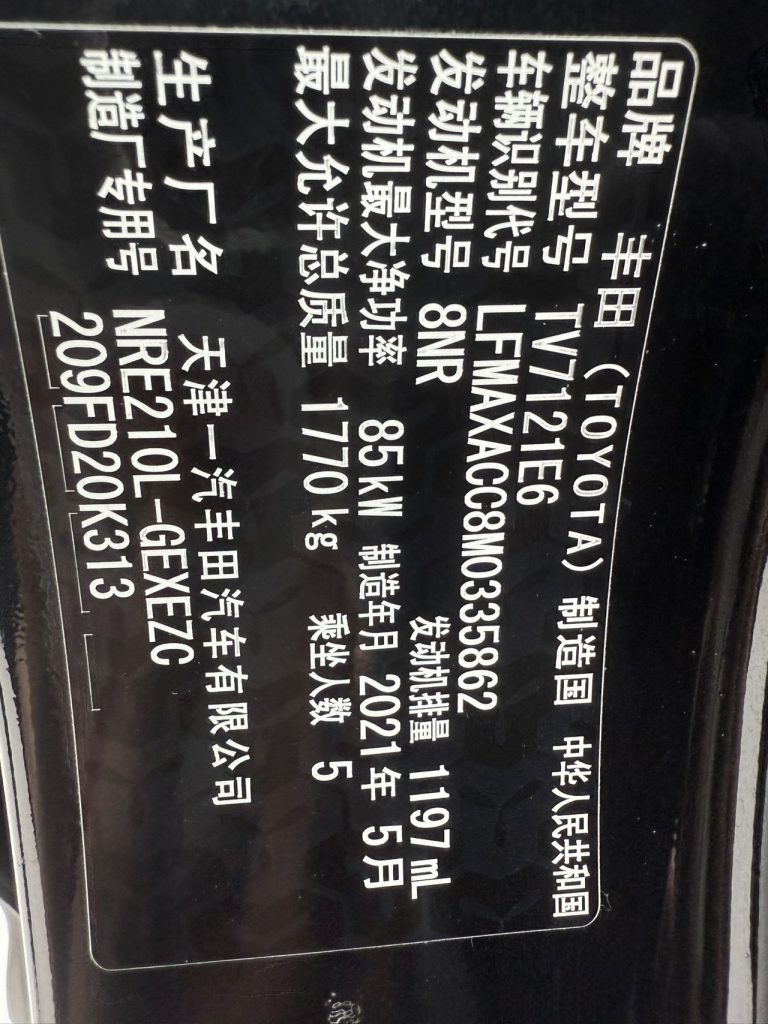 品牌 丰田 (TOYOTA) 制造国 中华人民共和国
整车型号 TV7121E6
车辆识别代号 LFMAXACC8M0335862
发动机型号 8NR 发动机排量 1197 mL
发动机最大净功率 85kW 制造年月 2021年 5月
最大允许总质量 1770kg 乘坐人数 5
生产厂名 天津一汽丰田汽车有限公司
制造厂专用号 NRE210L-GEXEZC
209FD20K313